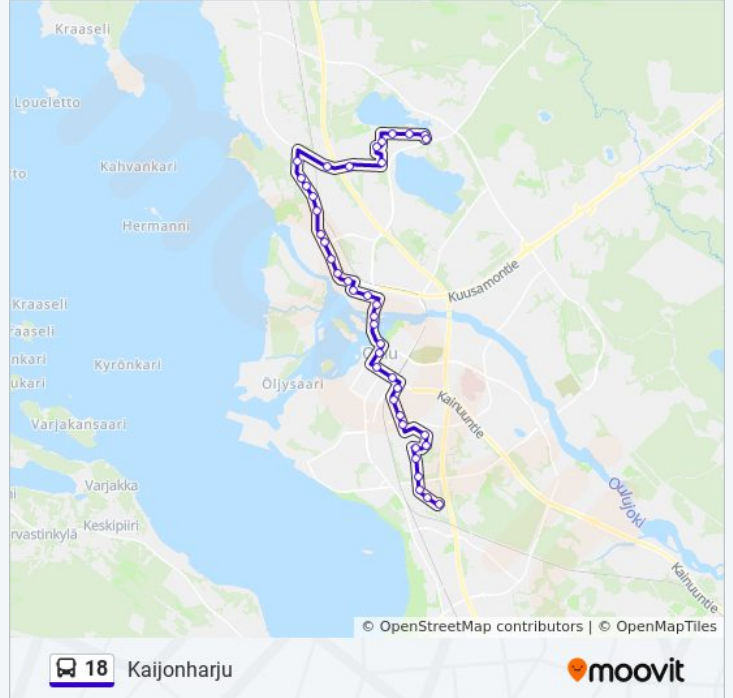 Kraaseli
Loueletto
Kahvankari
to
Hermanni
Kuusamontie
Kraaseli
raaseli
nkari
ukari
Kyrönkari
Öljysaari
Kainuuntie
Varjakansaari
Varjakka
Oulujoki
Keskipiiri
rvastinkylä
Kainuuntie
© OpenStreetMap contributors | © OpenMapTiles
18 Kaijonharju
moovit